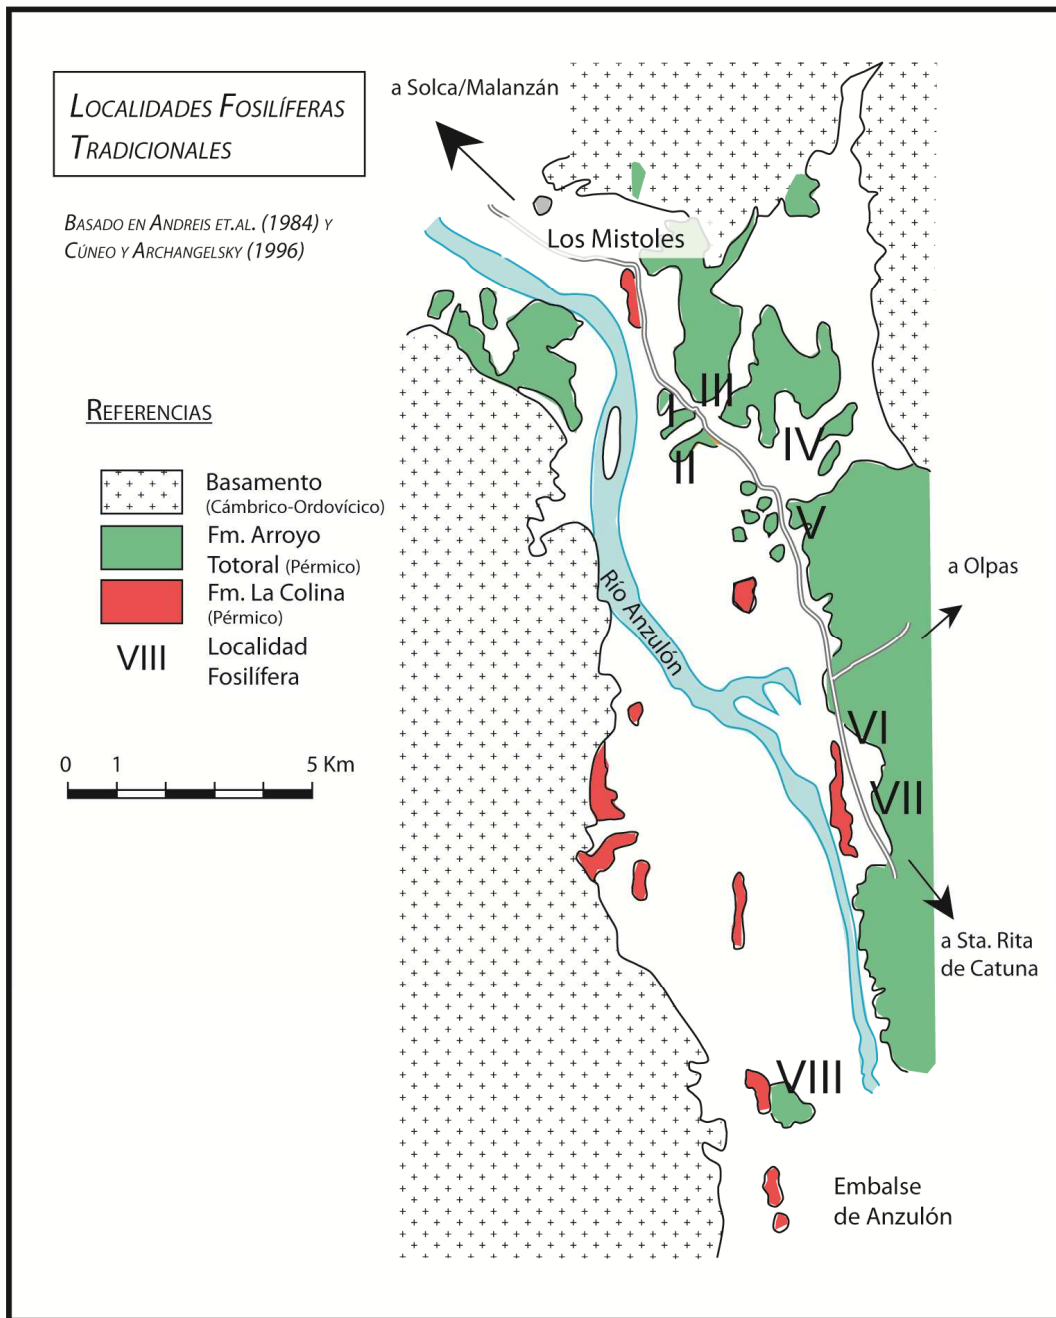 LOCALIDADES FOSILÍFERAS
TRADICIONALES
BASADO EN ANDREIS ET.AL. (1984) Y
CÚNEO Y ARCHANGELSKY (1996)
a Solca/Malanzán
Los Mistoles
REFERENCIAS
Basamento
(Cámbrico-Ordovícico)
Fm. Arroyo
Totoral (Pérmico)
Fm. La Colina
(Pérmico)
VIII
Localidad
Fosilífera
0 1 5 Km
I
II
III
IV
V
Río Anzulón
a Olpas
VI
VII
a Sta. Rita
de Catuna
VIII
Embalse
de Anzulón